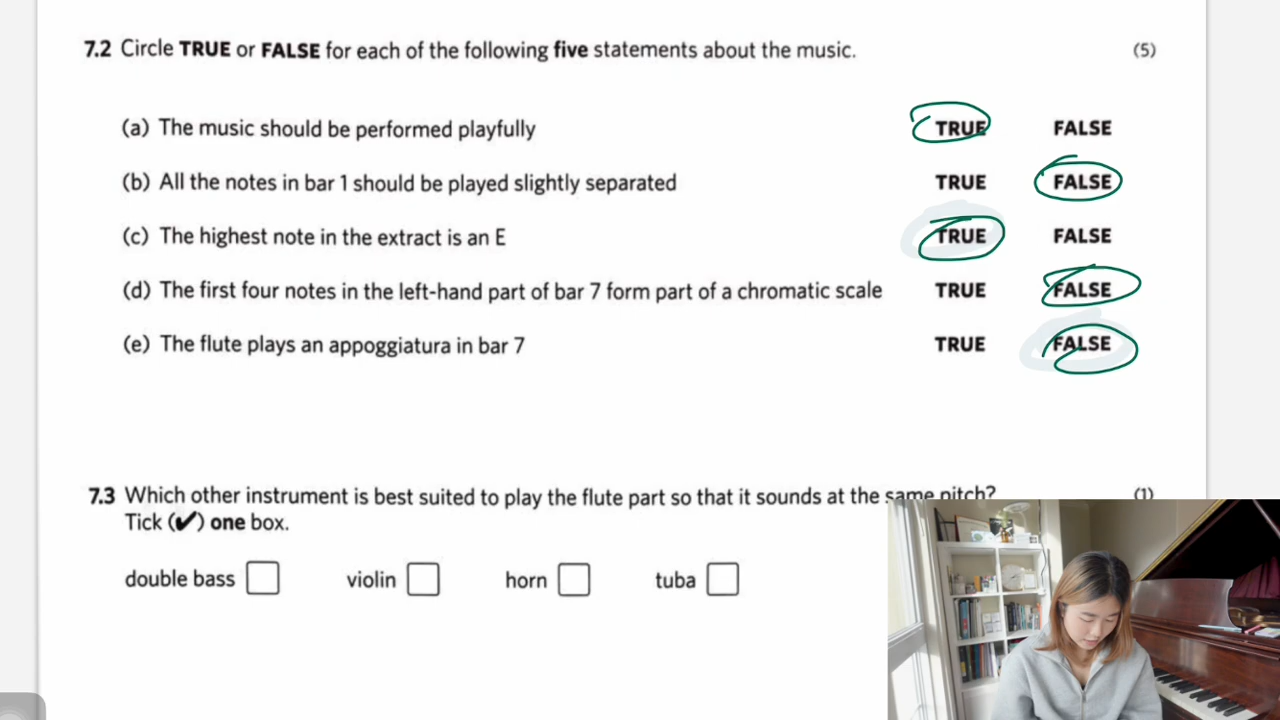 7.2 Circle TRUE or FALSE for each of the following five statements about the music. (5)
(a) The music should be performed playfully TRUE FALSE
(b) All the notes in bar 1 should be played slightly separated TRUE FALSE
(c) The highest note in the extract is an E TRUE FALSE
(d) The first four notes in the left-hand part of bar 7 form part of a chromatic scale TRUE FALSE
(e) The flute plays an appoggiatura in bar 7 TRUE FALSE
7.3 Which other instrument is best suited to play the flute part so that it sounds at the same pitch? (1)
Tick (✔) one box.
double bass violin horn tuba